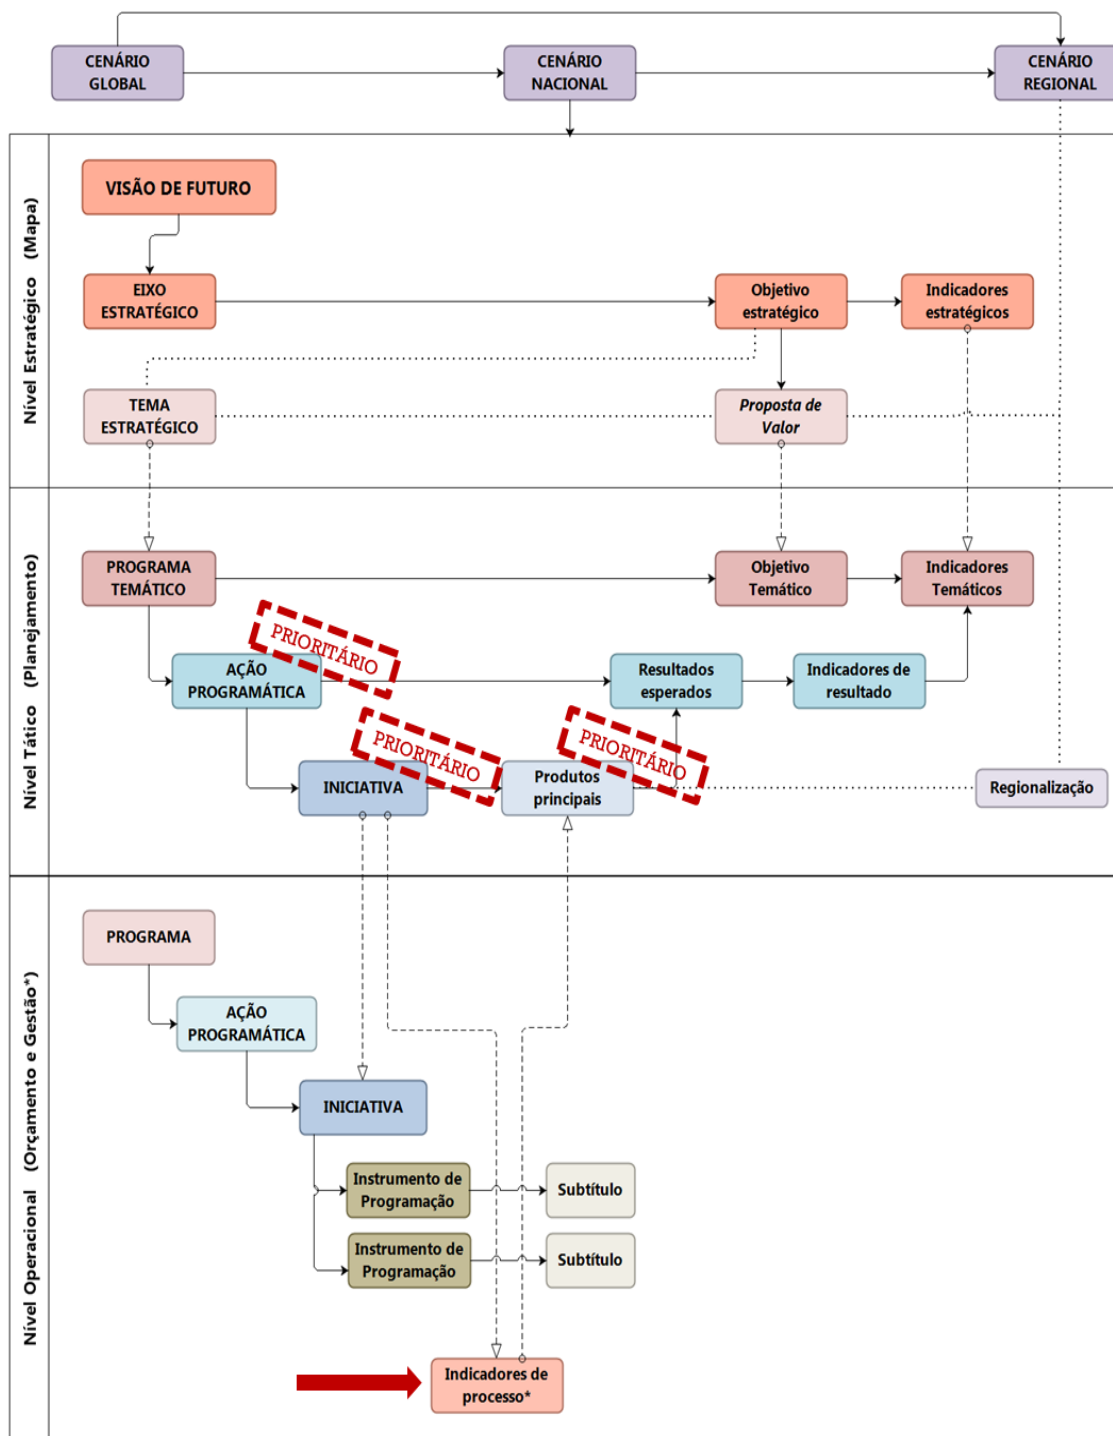 CENÁRIO
GLOBAL
CENÁRIO
NACIONAL
CENÁRIO
REGIONAL
Nível Estratégico (Mapa)
VISÃO DE FUTURO
EIXO
ESTRATÉGICO
Objetivo
estratégico
Indicadores
estratégicos
TEMA
ESTRATÉGICO
Proposta de
Valor
Nível Tático (Planejamento)
PROGRAMA
TEMÁTICO
Objetivo
Temático
Indicadores
Temáticos
PRIORITÁRIO
AÇÃO
PROGRAMÁTICA
Resultados
esperados
Indicadores de
resultado
PRIORITÁRIO
PRIORITÁRIO
INICIATIVA
Produtos
principais
Regionalização
Nível Operacional (Orçamento e Gestão*)
PROGRAMA
AÇÃO
PROGRAMÁTICA
INICIATIVA
Instrumento de
Programação
Subtítulo
Instrumento de
Programação
Subtítulo
Indicadores de
processo*